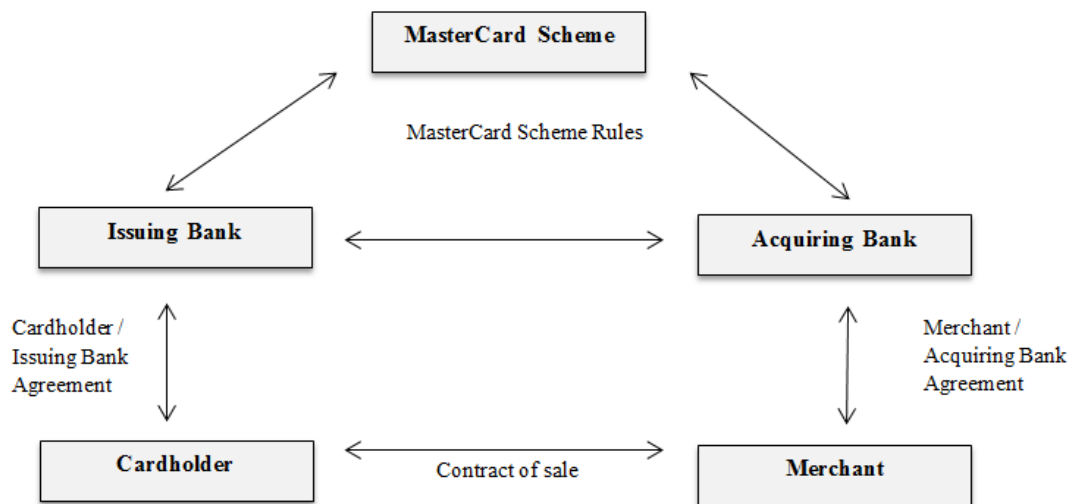 MasterCard Scheme
MasterCard Scheme Rules
Issuing Bank
Acquiring Bank
Cardholder /
Issuing Bank
Agreement
Merchant /
Acquiring Bank
Agreement
Cardholder
Contract of sale
Merchant